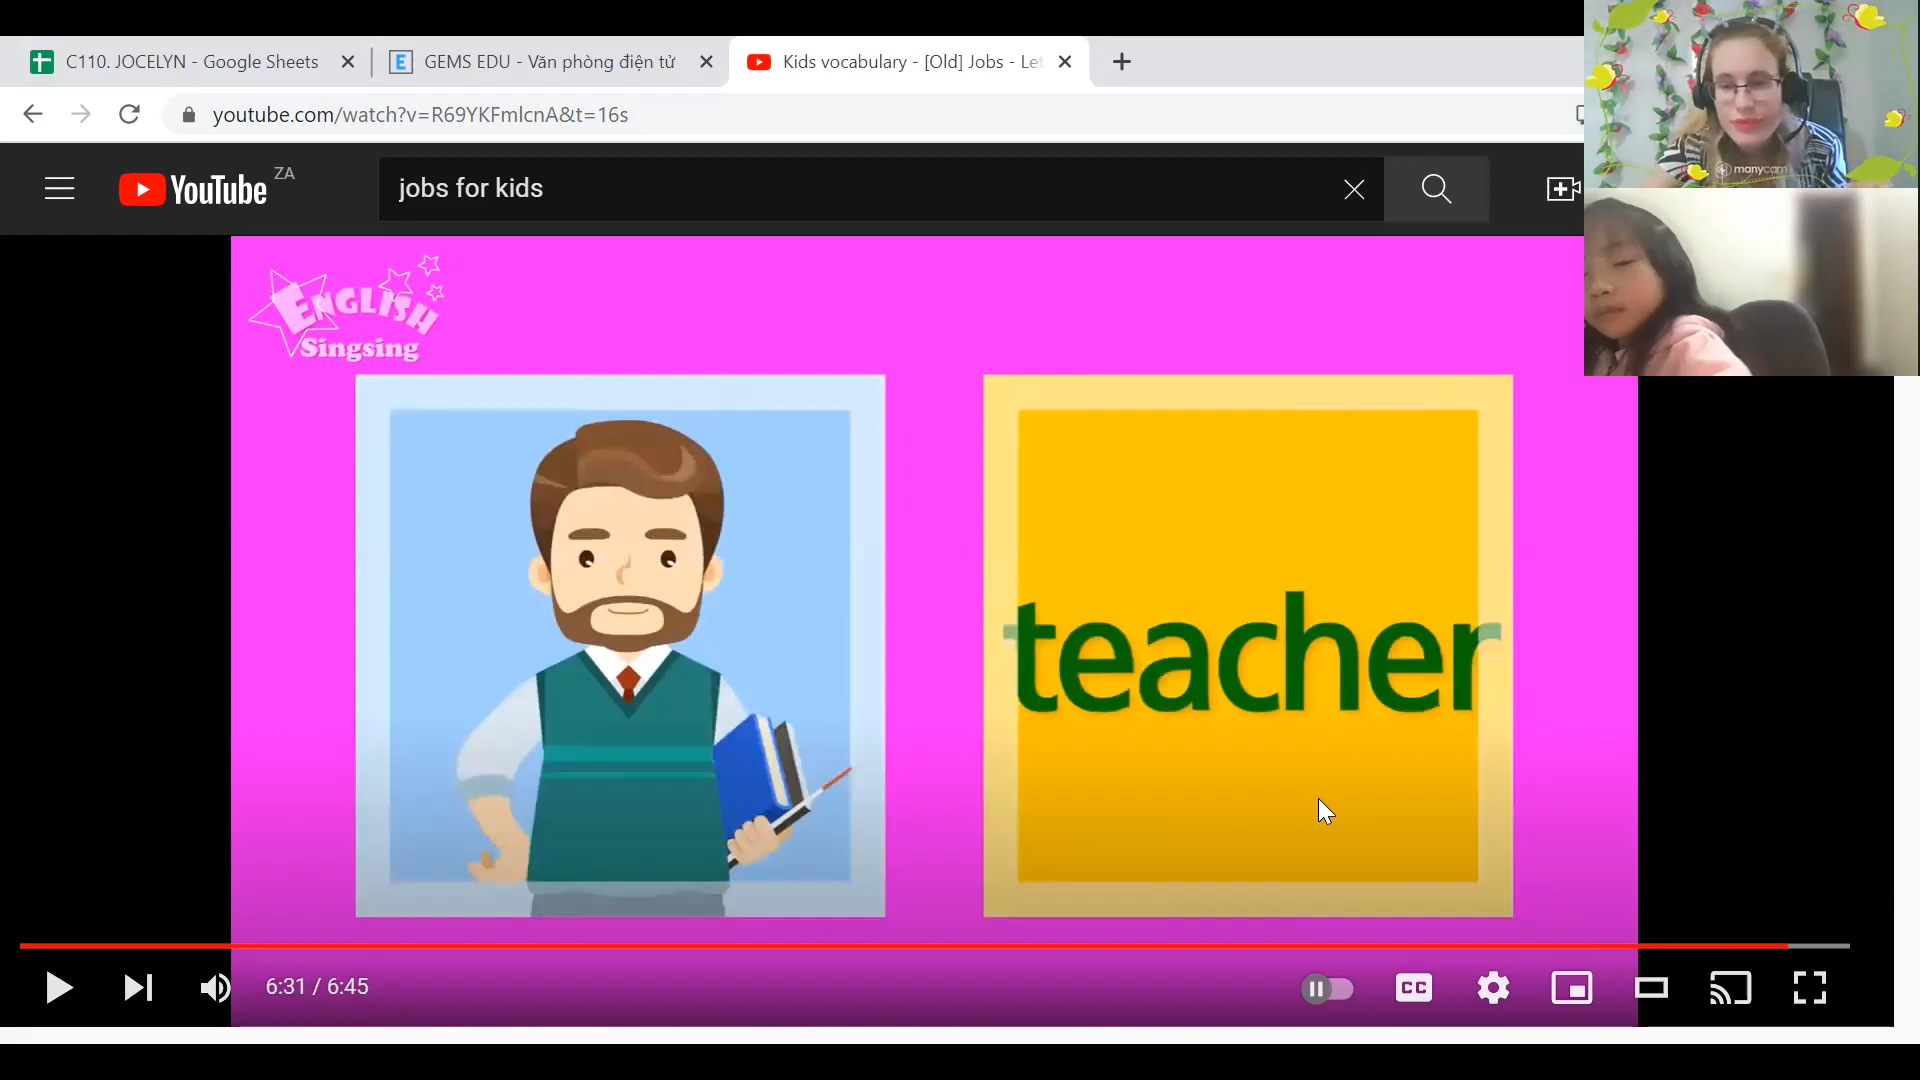 C110. JOCELYN - Google Sheets
GEMS EDU - Văn phòng điện tử
Kids vocabulary - [Old] Jobs - Let
youtube.com/watch?v=R69YKFmlcnA&t=16s
YouTube ZA
jobs for kids
manycam
ENGLISH
Singsing
teacher
6:31 / 6:45
CC